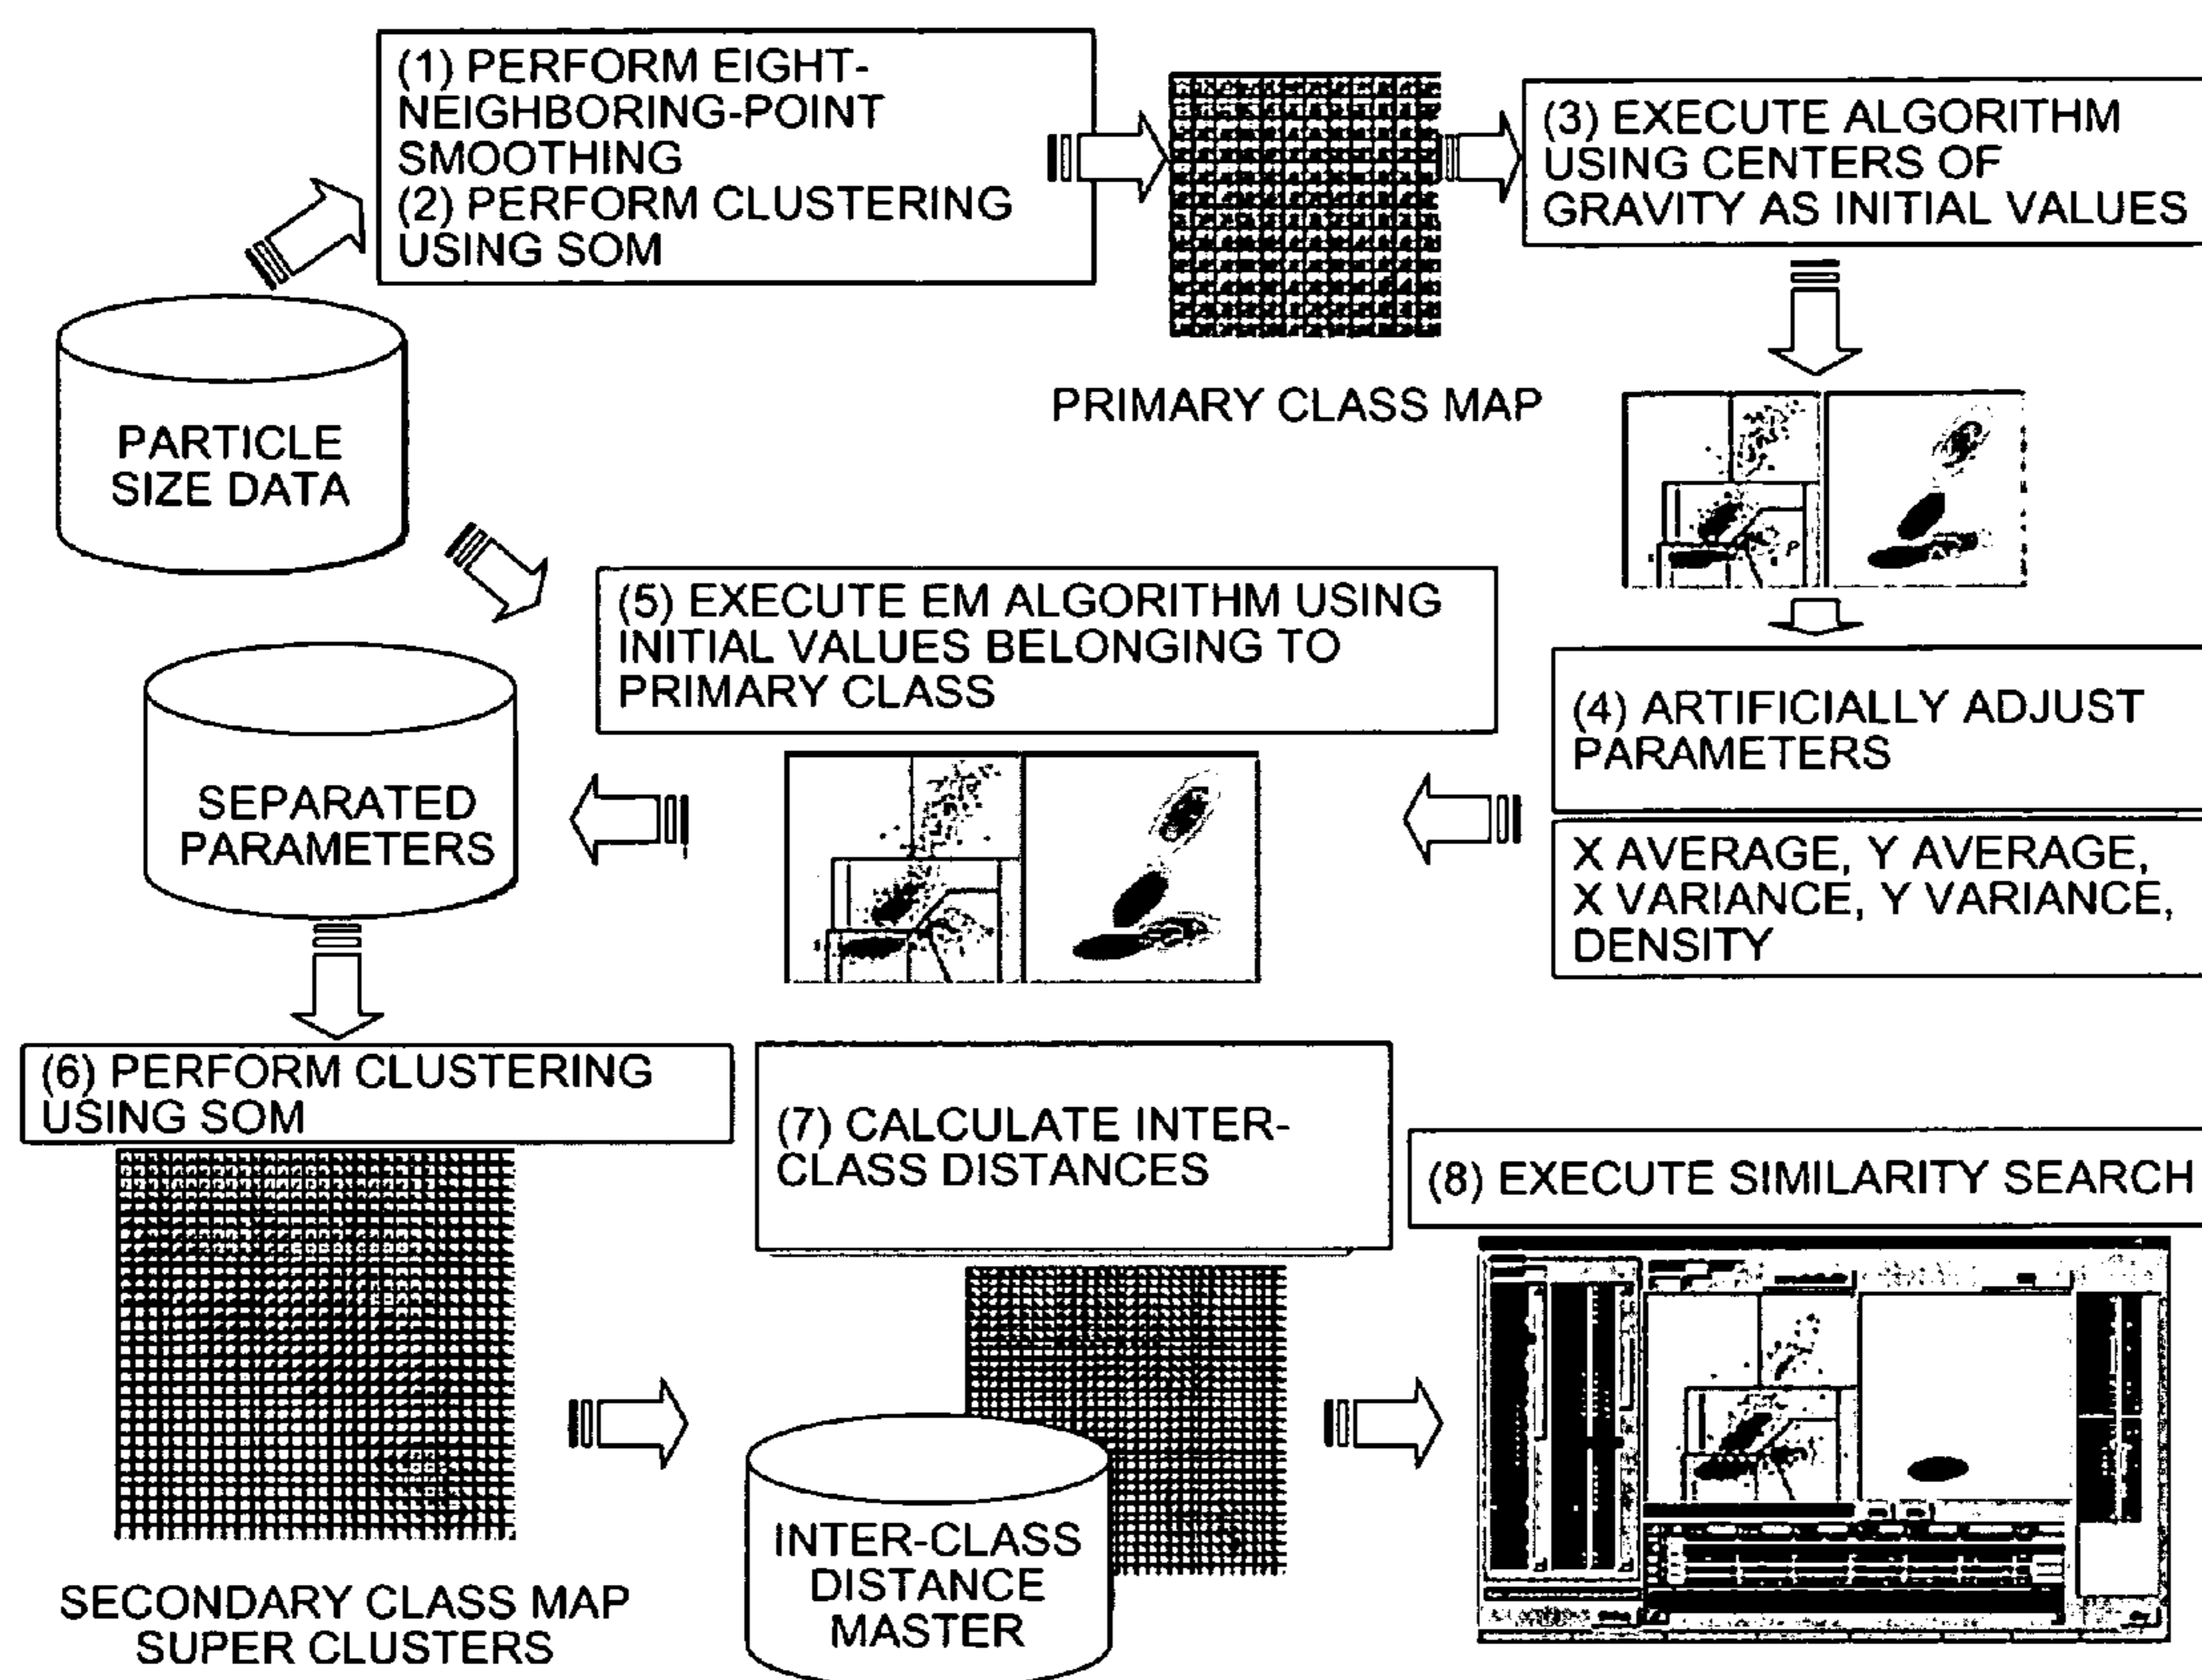 (1) PERFORM EIGHT-
NEIGHBORING-POINT
SMOOTHING
(2) PERFORM CLUSTERING
USING SOM
(3) EXECUTE ALGORITHM
USING CENTERS OF
GRAVITY AS INITIAL VALUES
PRIMARY CLASS MAP
PARTICLE
SIZE DATA
(5) EXECUTE EM ALGORITHM USING
INITIAL VALUES BELONGING TO
PRIMARY CLASS
(4) ARTIFICIALLY ADJUST
PARAMETERS
X AVERAGE, Y AVERAGE,
X VARIANCE, Y VARIANCE,
DENSITY
SEPARATED
PARAMETERS
(6) PERFORM CLUSTERING
USING SOM
(7) CALCULATE INTER-
CLASS DISTANCES
(8) EXECUTE SIMILARITY SEARCH
INTER-CLASS
DISTANCE
MASTER
SECONDARY CLASS MAP
SUPER CLUSTERS